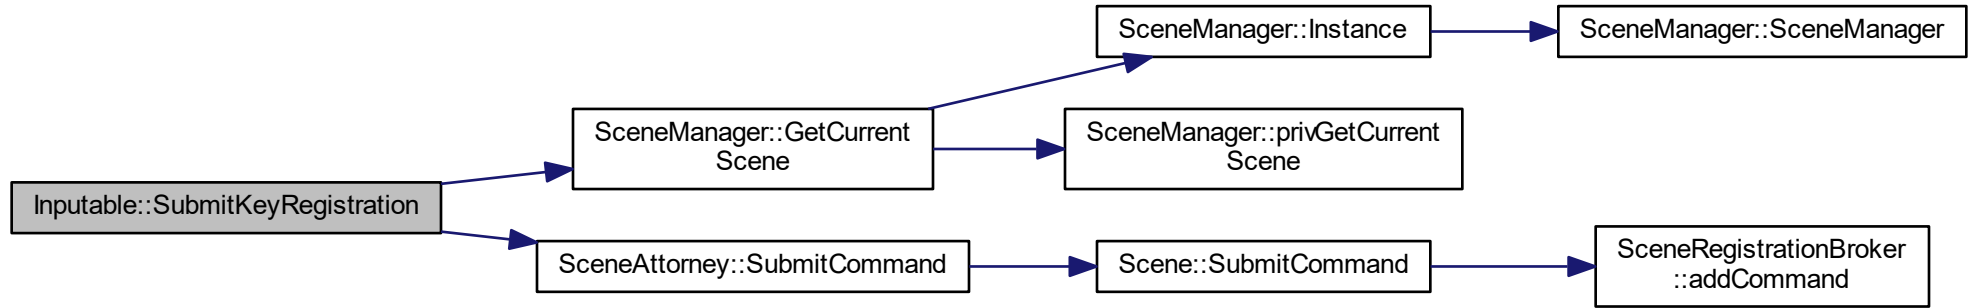 SceneManager::Instance
SceneManager::SceneManager
SceneManager::GetCurrent
Scene
SceneManager::privGetCurrent
Scene
Inputable::SubmitKeyRegistration
SceneAttorney::SubmitCommand
Scene::SubmitCommand
SceneRegistrationBroker
::addCommand